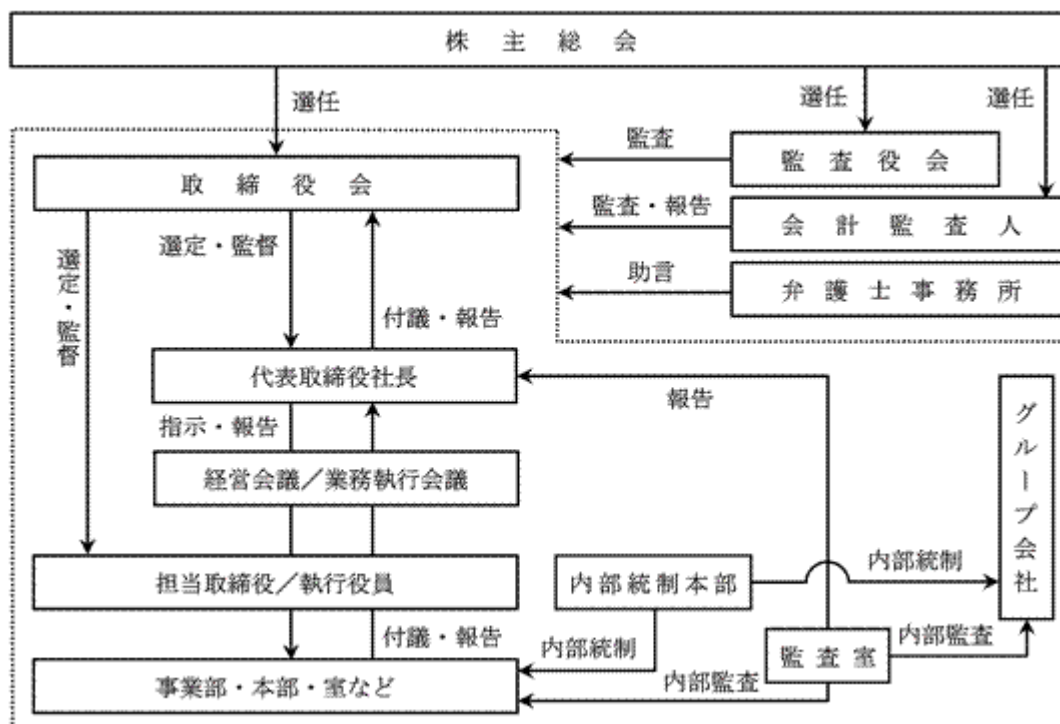 株主総会
選任
選任
選任
監査
監査役会
取締役会
監査・報告
会計監査人
選定・監督
選定・監督
助言
弁護士事務所
付議・報告
代表取締役社長
報告
グループ会社
指示・報告
経営会議/業務執行会議
担当取締役/執行役員
内部統制本部
内部統制
付議・報告
内部統制
監査室
内部監査
事業部・本部・室など
内部監査